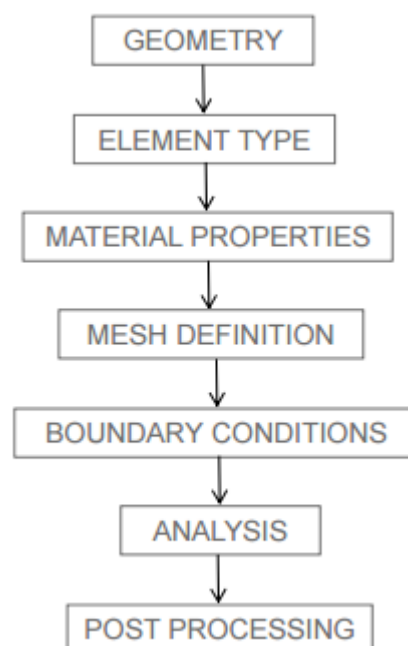 GEOMETRY
ELEMENT TYPE
MATERIAL PROPERTIES
MESH DEFINITION
BOUNDARY CONDITIONS
ANALYSIS
POST PROCESSING